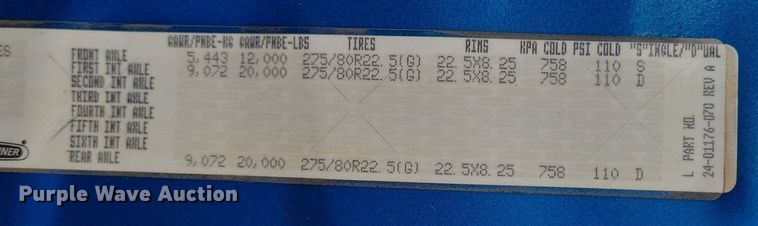 GAWR/PNBE-KG GAWR/PNBE-LBS TIRES RIMS KPA COLD PSI COLD "S"INGLE/"D"UAL
FRONT AXLE 5,443 12,000 275/80R22.5(G) 22.5X8.25 758 110 S
FIRST INT AXLE 9,072 20,000 275/80R22.5(G) 22.5X8.25 758 110 D
SECOND INT AXLE
THIRD INT AXLE
FOURTH INT AXLE
FIFTH INT AXLE
SIXTH INT AXLE
REAR AXLE 9,072 20,000 275/80R22.5(G) 22.5X8.25 758 110 D
L PART NO.
24-01176-070 REV A
Purple Wave Auction